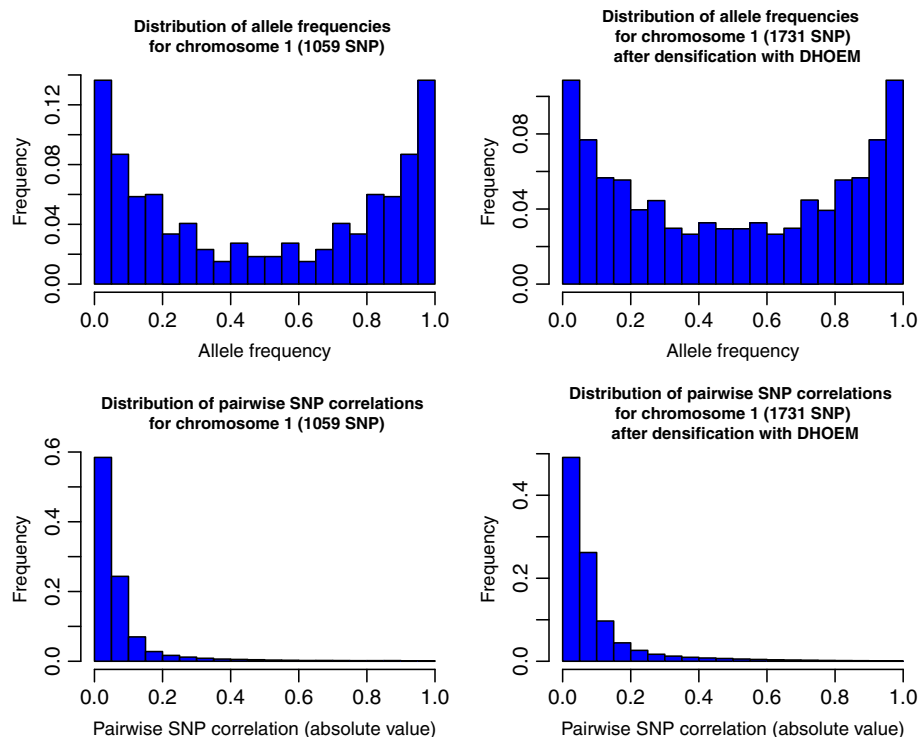 Distribution of allele frequencies
for chromosome 1 (1059 SNP)
Frequency
0.00
0.04
0.08
0.12
0.0
0.2
0.4
0.6
0.8
1.0
Allele frequency
Distribution of allele frequencies
for chromosome 1 (1731 SNP)
after densification with DHOEM
Frequency
0.00
0.04
0.08
0.0
0.2
0.4
0.6
0.8
1.0
Allele frequency
Distribution of pairwise SNP correlations
for chromosome 1 (1059 SNP)
Frequency
0.0
0.2
0.4
0.6
0.0
0.2
0.4
0.6
0.8
1.0
Pairwise SNP correlation (absolute value)
Distribution of pairwise SNP correlations
for chromosome 1 (1731 SNP)
after densification with DHOEM
Frequency
0.0
0.2
0.4
0.0
0.2
0.4
0.6
0.8
1.0
Pairwise SNP correlation (absolute value)